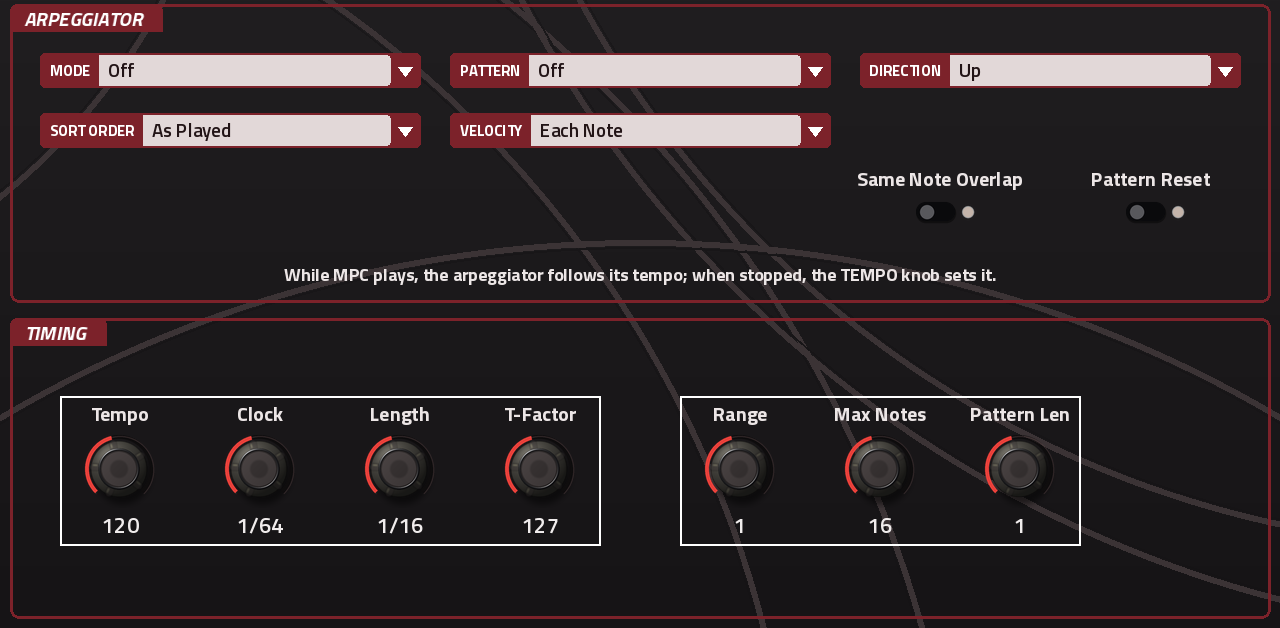 ARPEGGIATOR
MODE Off
PATTERN Off
DIRECTION Up
SORT ORDER As Played
VELOCITY Each Note
Same Note Overlap
Pattern Reset
While MPC plays, the arpeggiator follows its tempo; when stopped, the TEMPO knob sets it.
TIMING
Tempo Clock Length T-Factor
120 1/64 1/16 127
Range Max Notes Pattern Len
1 16 1